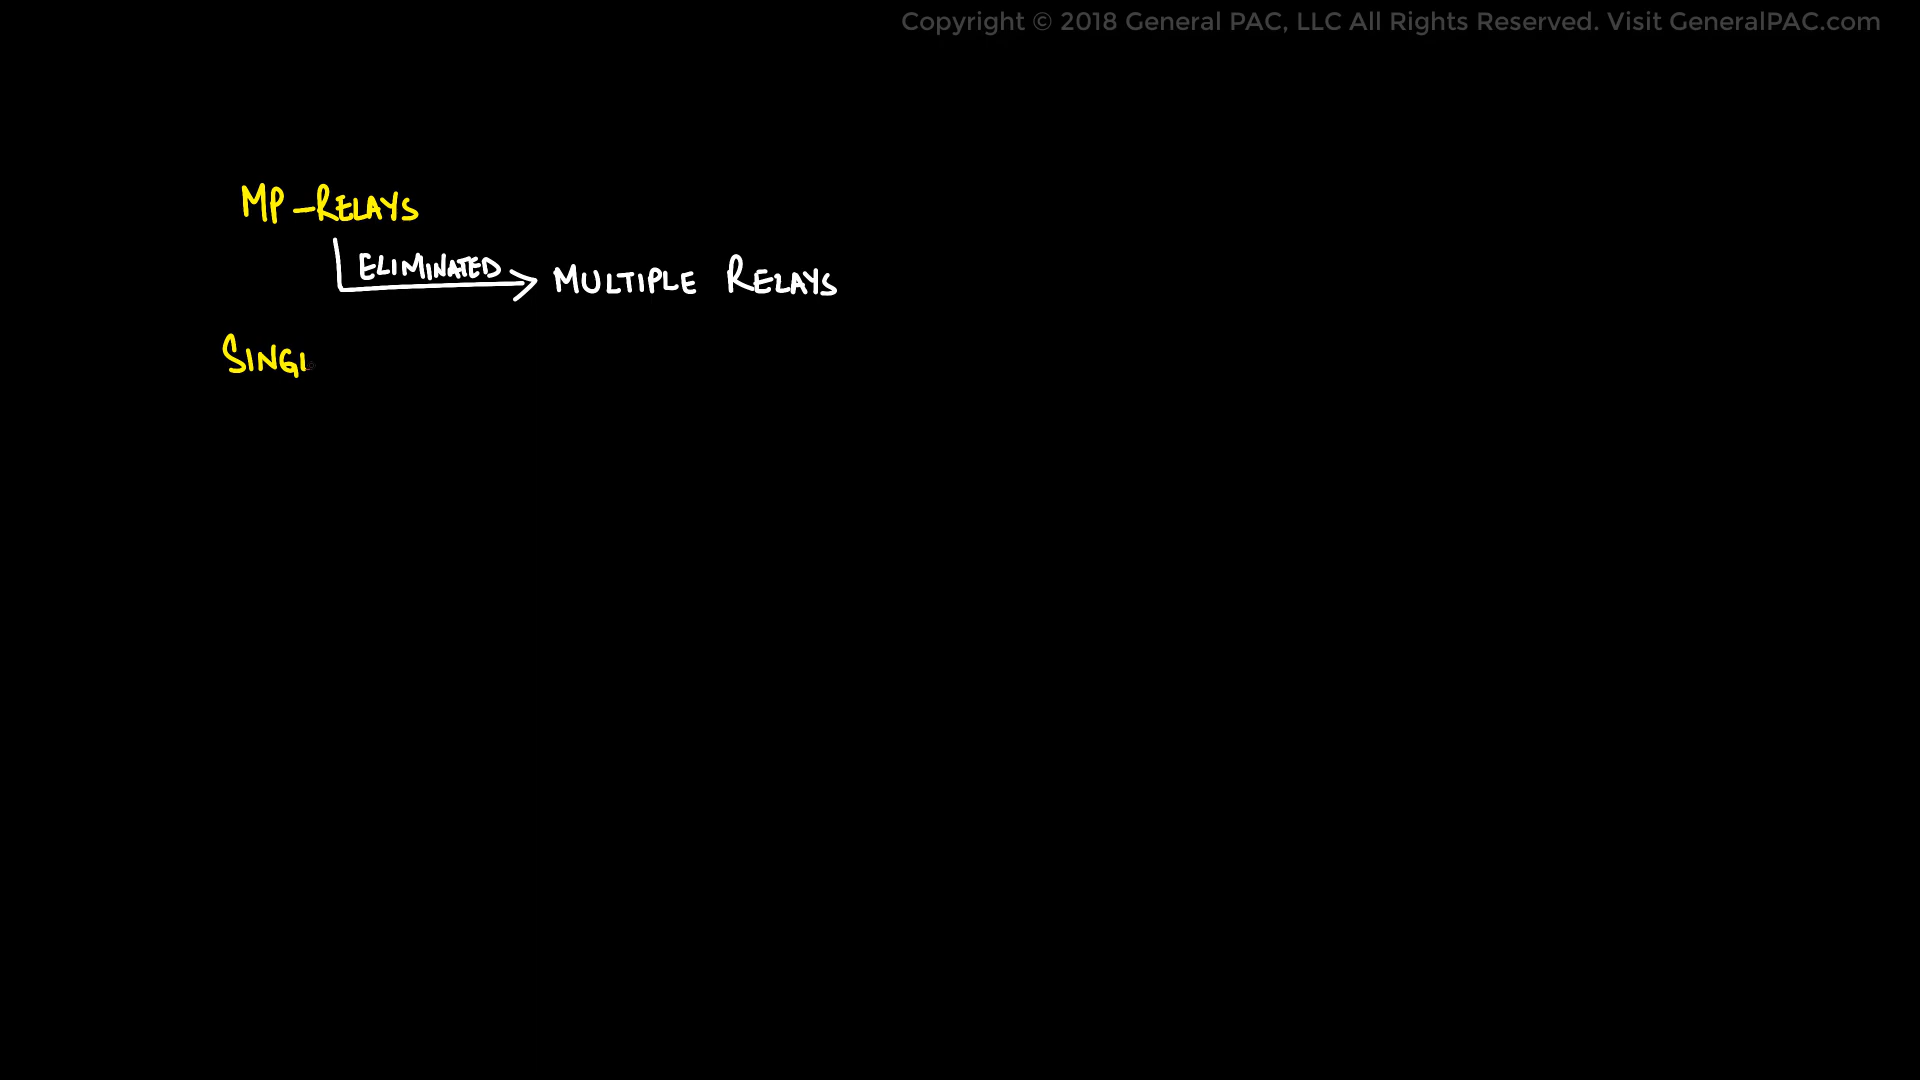 Copyright © 2018 General PAC, LLC All Rights Reserved. Visit GeneralPAC.com
MP-RELAYS
ELIMINATED
MULTIPLE RELAYS
SINGL